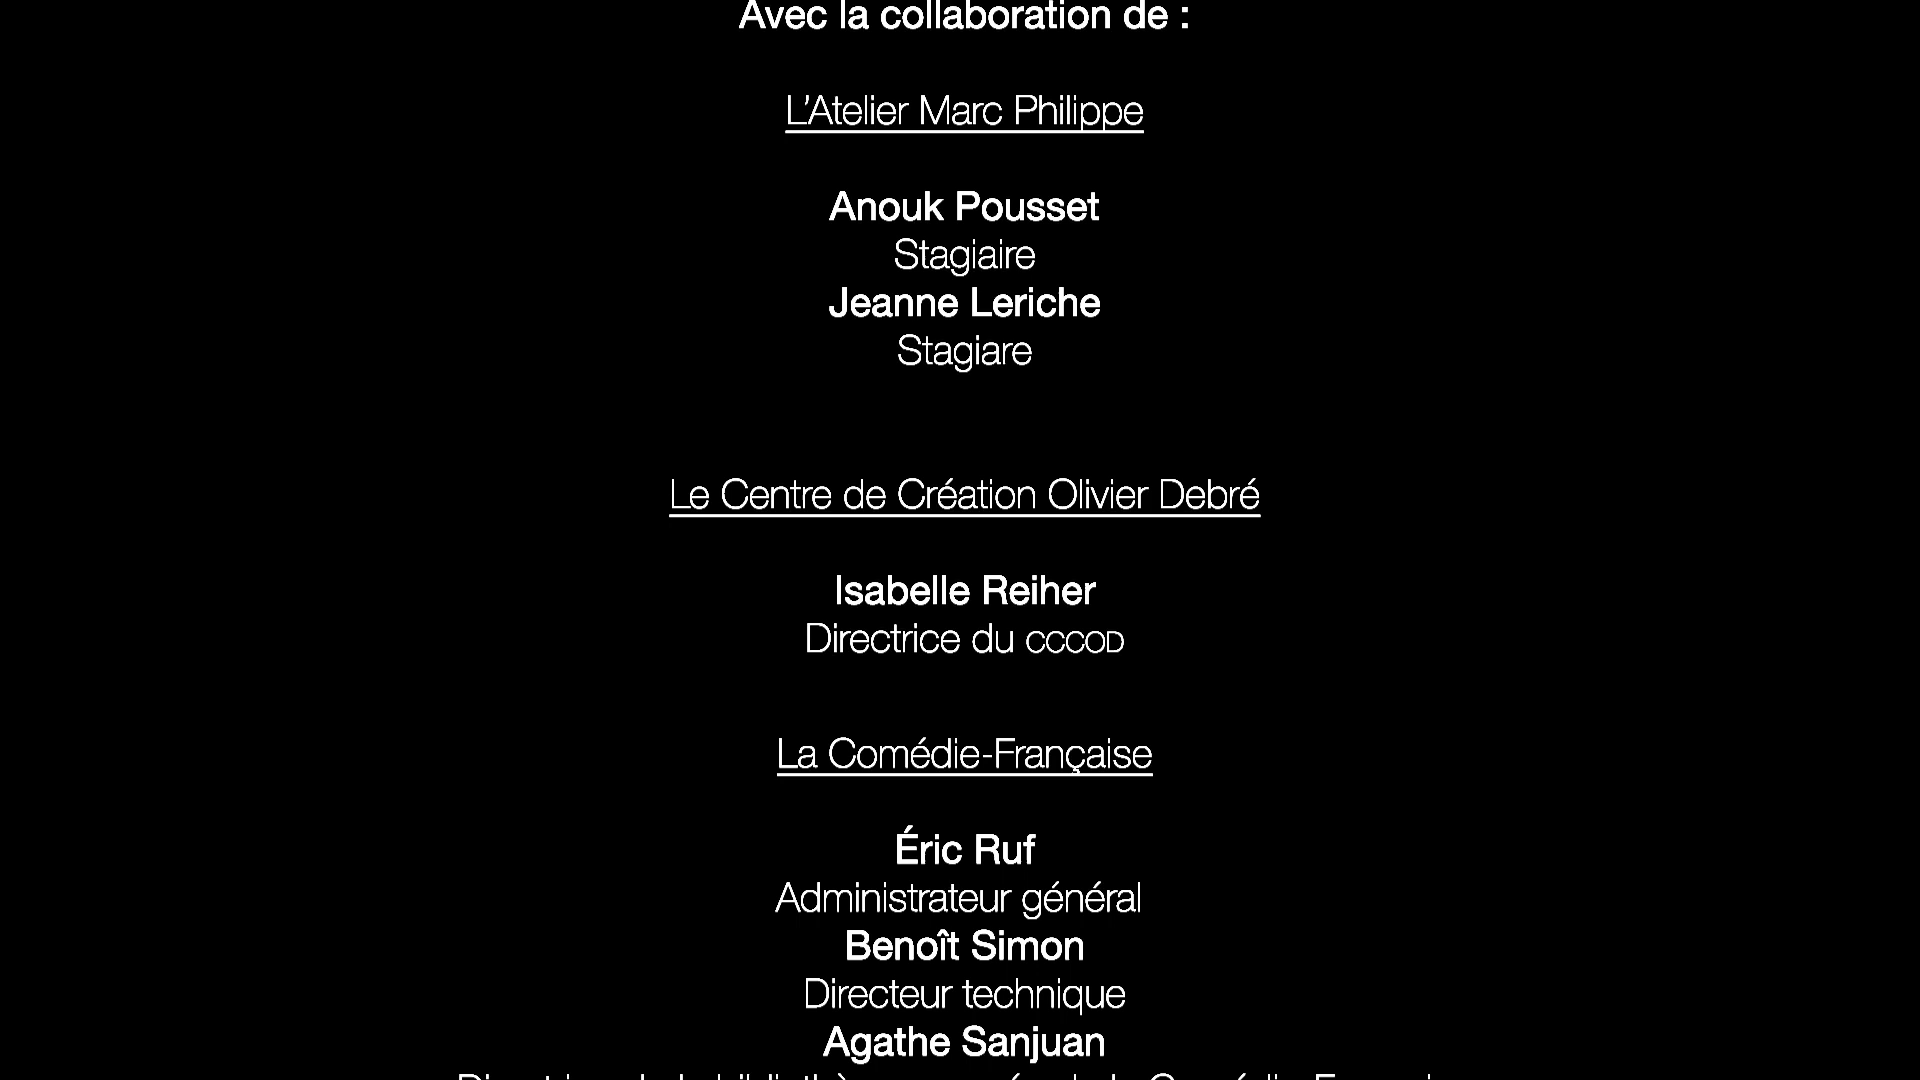 Avec la collaboration de :
L’Atelier Marc Philippe
Anouk Pousset
Stagiaire
Jeanne Leriche
Stagiare
Le Centre de Création Olivier Debré
Isabelle Reiher
Directrice du CCCOD
La Comédie-Française
Éric Ruf
Administrateur général
Benoît Simon
Directeur technique
Agathe Sanjuan